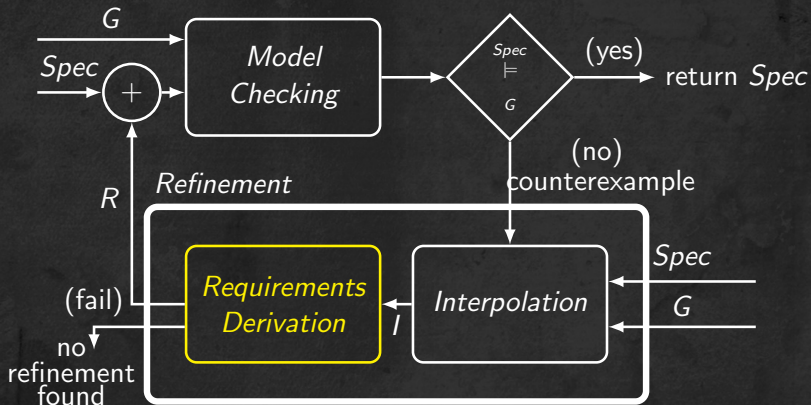 G
Spec
+
Model
Checking
Spec
⊨
G
(yes)
return Spec
(no)
counterexample
R
Refinement
Requirements
Derivation
I
Interpolation
Spec
G
(fail)
no
refinement
found